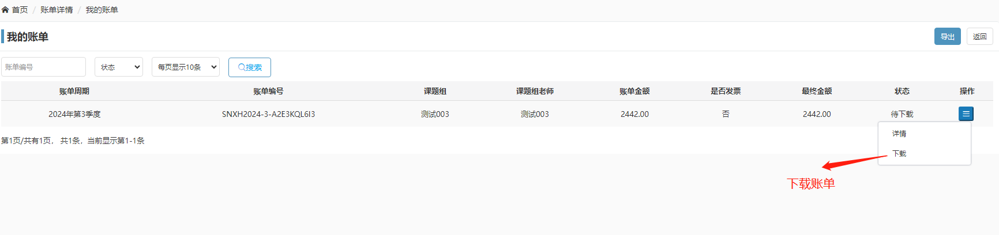 首页 / 账单详情 / 我的账单
我的账单
导出 返回
账单编号 状态 每页显示10条 搜索
账单周期 账单编号 课题组 课题组老师 账单金额 是否发票 最终金额 状态 操作
2024年第3季度 SNXH2024-3-A2E3KQL6I3 测试003 测试003 2442.00 否 2442.00 待下载
详情
第1页/共有1页， 共1条，当前显示第1-1条
下载
下载账单